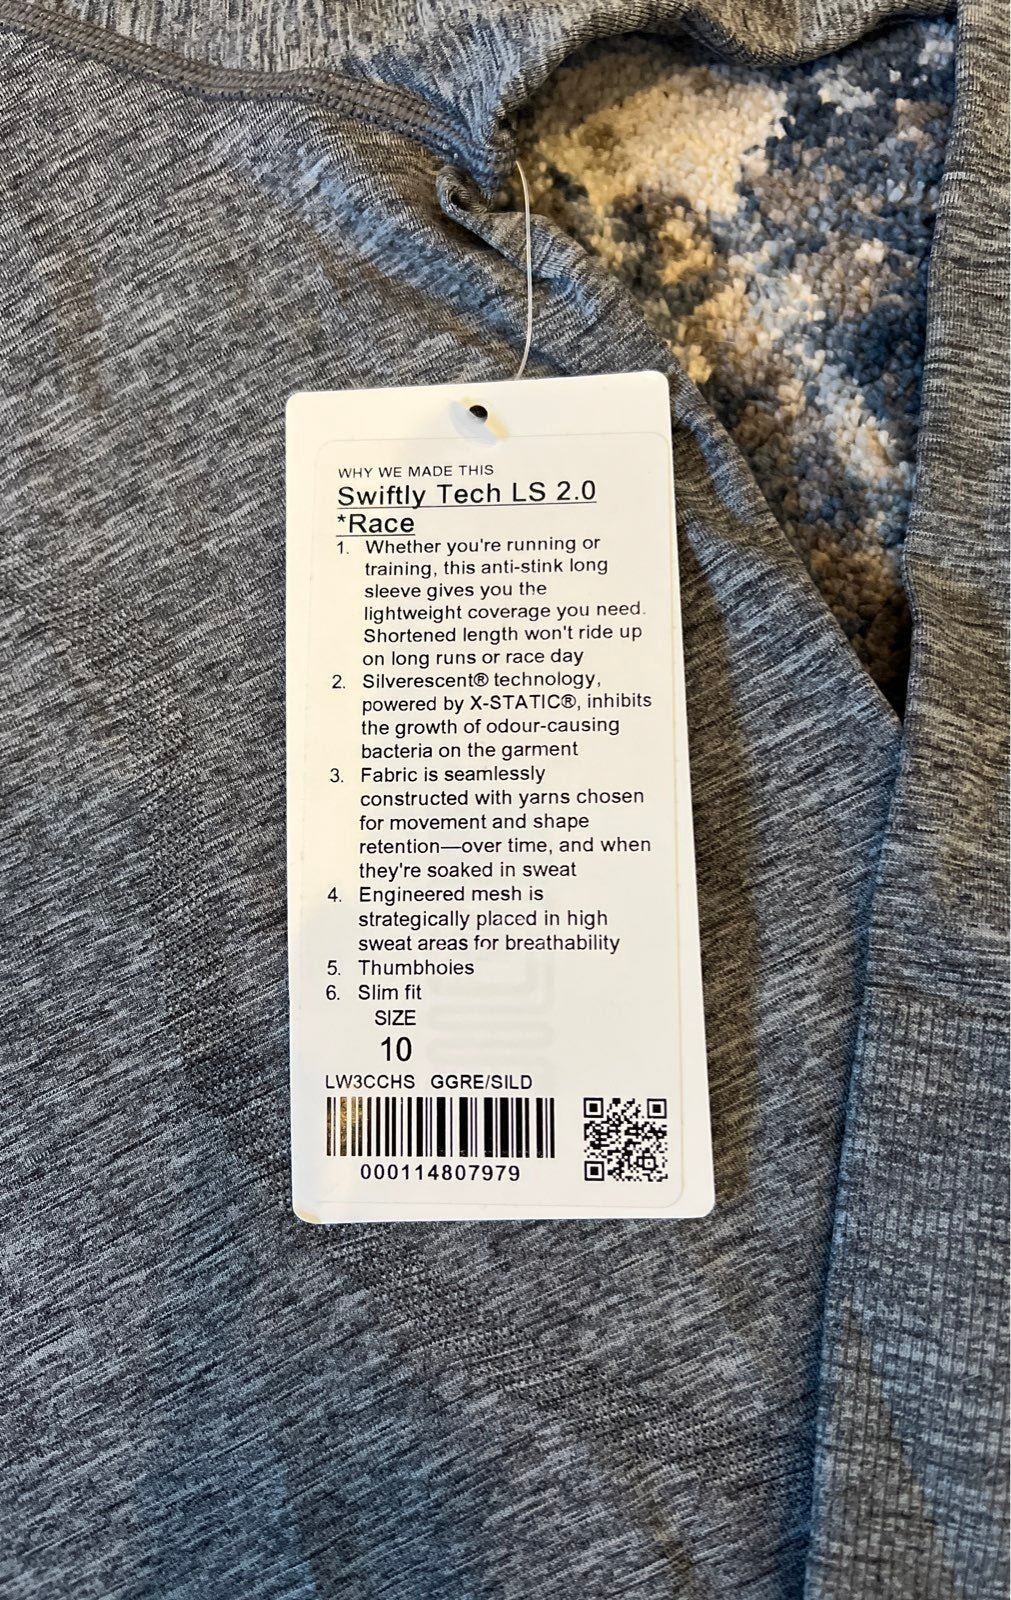 WHY WE MADE THIS
Swiftly Tech LS 2.0
*Race
1. Whether you're running or
training, this anti-stink long
sleeve gives you the
lightweight coverage you need.
Shortened length won't ride up
on long runs or race day
2. Silverescent® technology,
powered by X-STATIC®, inhibits
the growth of odour-causing
bacteria on the garment
3. Fabric is seamlessly
constructed with yarns chosen
for movement and shape
retention—over time, and when
they're soaked in sweat
4. Engineered mesh is
strategically placed in high
sweat areas for breathability
5. Thumbholes
6. Slim fit
SIZE
10
LW3CCHS GGRE/SILD
000114807979